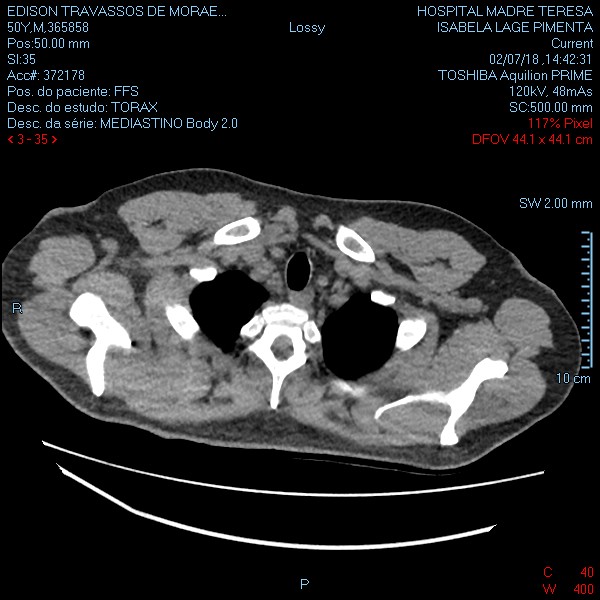 EDISON TRAVASSOS DE MORAE...
50Y,M,365858
Pos:50.00 mm
SI:35
Acc#: 372178
Pos. do paciente: FFS
Desc. do estudo: TORAX
Desc. da série: MEDIASTINO Body 2.0
< 3 - 35 >
Lossy
HOSPITAL MADRE TERESA
ISABELA LAGE PIMENTA
Current
02/07/18 ,14:42:31
TOSHIBA Aquilion PRIME
120kV, 48mAs
SC:500.00 mm
117% Pixel
DFOV 44.1 x 44.1 cm
SW 2.00 mm
R
10 cm
P
C 40
W 400